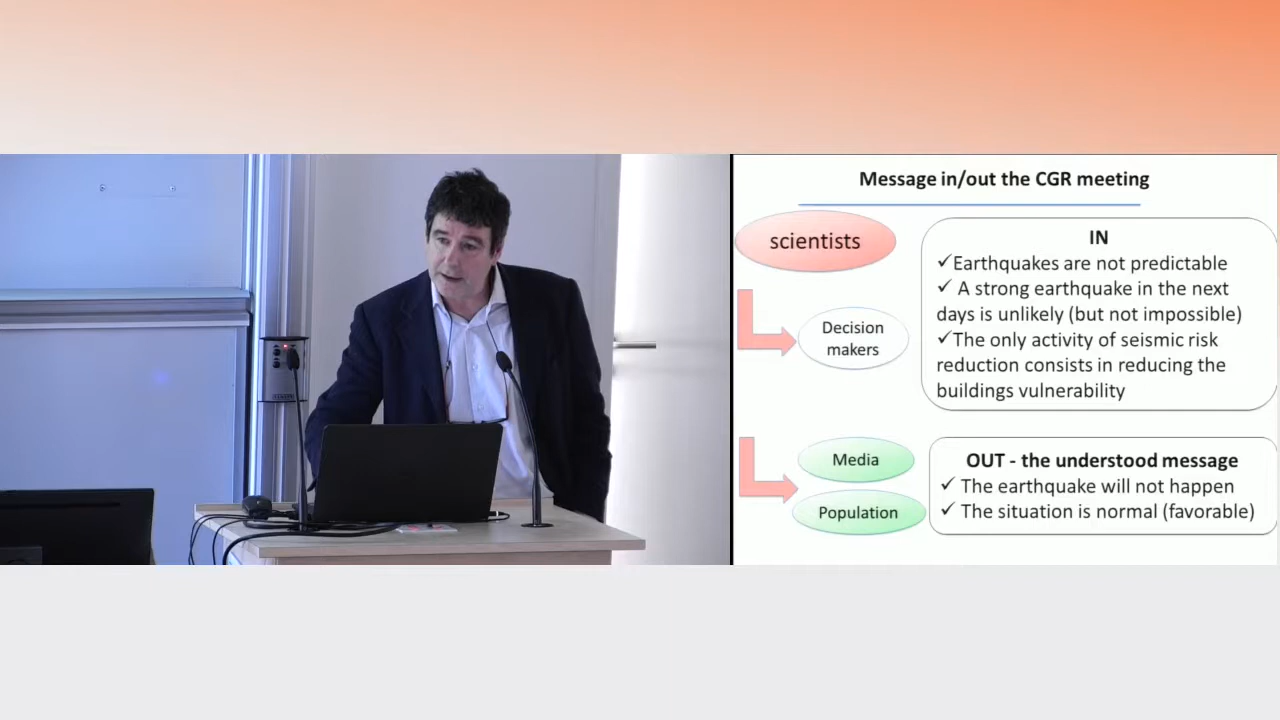 Message in/out the CGR meeting
scientists
IN
✓Earthquakes are not predictable
✓ A strong earthquake in the next
days is unlikely (but not impossible)
✓The only activity of seismic risk
reduction consists in reducing the
buildings vulnerability
Decision
makers
Media
Population
OUT - the understood message
✓ The earthquake will not happen
✓ The situation is normal (favorable)